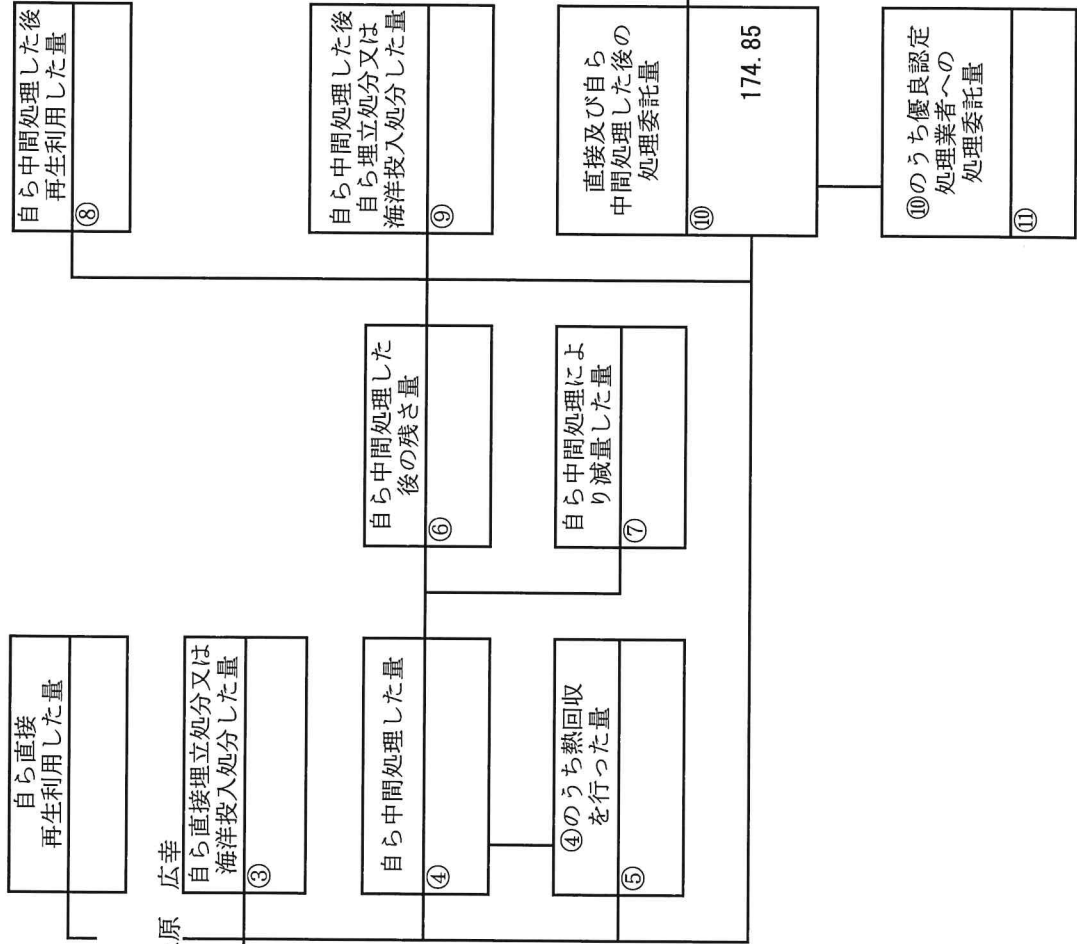 自ら直接
再生利用した量
原 広幸
自ら直接埋立処分又は
海洋投入処分した量
③
自ら中間処理した量
④
④のうち熱回収
を行った量
⑤
自ら中間処理した
後の残さ量
⑥
自ら中間処理によ
り減量した量
⑦
自ら中間処理した後
再生利用した量
⑧
自ら中間処理した後
自ら埋立処分又は
海洋投入処分した量
⑨
直接及び自ら
中間処理した後の
処理委託量
⑩
174.85
⑩のうち優良認定
処理業者への
処理委託量
⑪